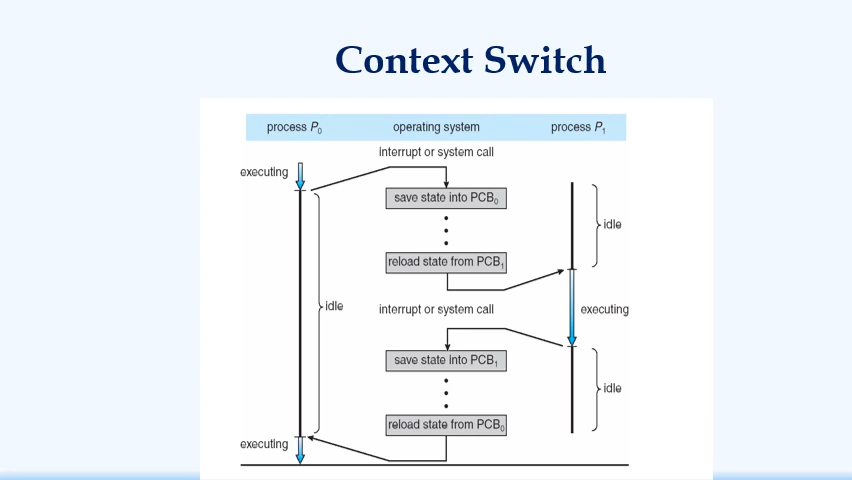 Context Switch
process P0 operating system process P1
interrupt or system call
executing
save state into PCB0
idle
reload state from PCB1
idle
interrupt or system call
executing
save state into PCB1
idle
reload state from PCB0
executing